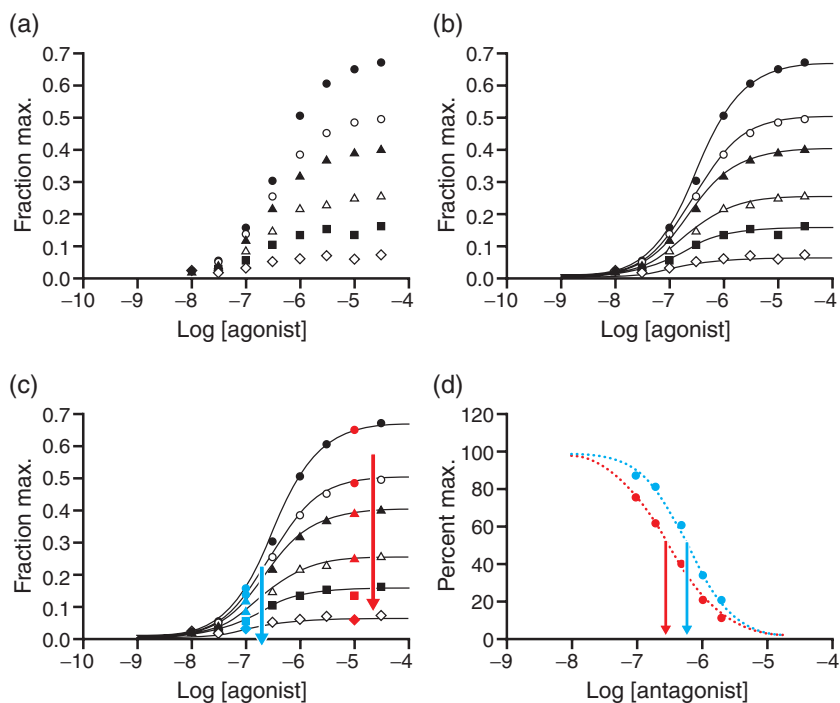 (a)
Fraction max.
0.7
0.6
0.5
0.4
0.3
0.2
0.1
0.0
−10 −9 −8 −7 −6 −5 −4
Log [agonist]
(b)
Fraction max.
0.7
0.6
0.5
0.4
0.3
0.2
0.1
0.0
−10 −9 −8 −7 −6 −5 −4
Log [agonist]
(c)
Fraction max.
0.7
0.6
0.5
0.4
0.3
0.2
0.1
0.0
−10 −9 −8 −7 −6 −5 −4
Log [agonist]
(d)
Percent max.
120
100
80
60
40
20
0
−9 −8 −7 −6 −5 −4
Log [antagonist]